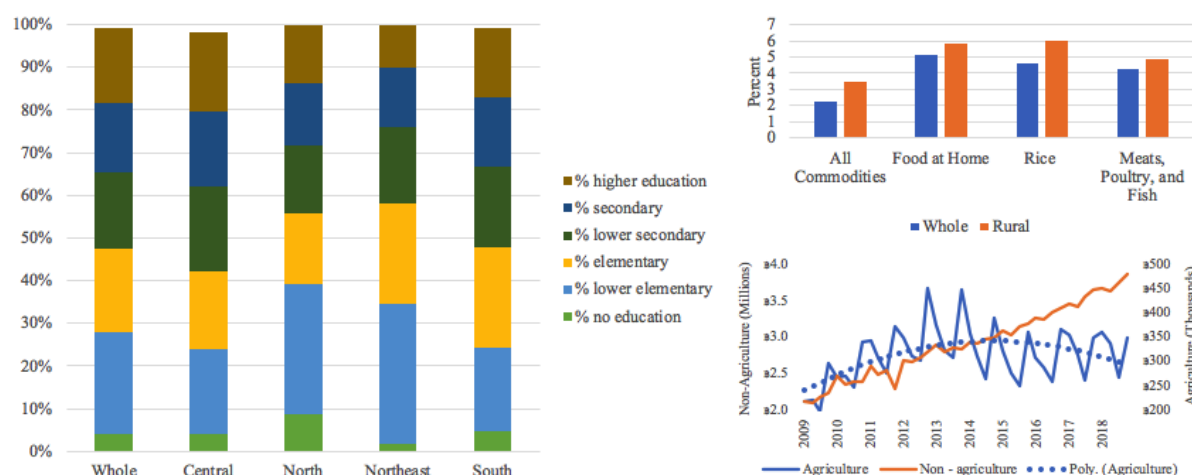 100%
90%
80%
70%
60%
50%
40%
30%
20%
10%
0%
Whole Central North Northeast South
% higher education
% secondary
% lower secondary
% elementary
% lower elementary
% no education
Percent
7
6
5
4
3
2
1
0
All Commodities
Food at Home
Rice
Meats, Poultry, and Fish
Whole Rural
Non-Agriculture (Millions)
฿4.0
฿3.5
฿3.0
฿2.5
฿2.0
฿500
฿450
฿400
฿350
฿300
฿250
฿200
Agriculture (Thousands)
2009 2010 2011 2012 2013 2014 2015 2016 2017 2018
Agriculture Non - agriculture Poly. (Agriculture)